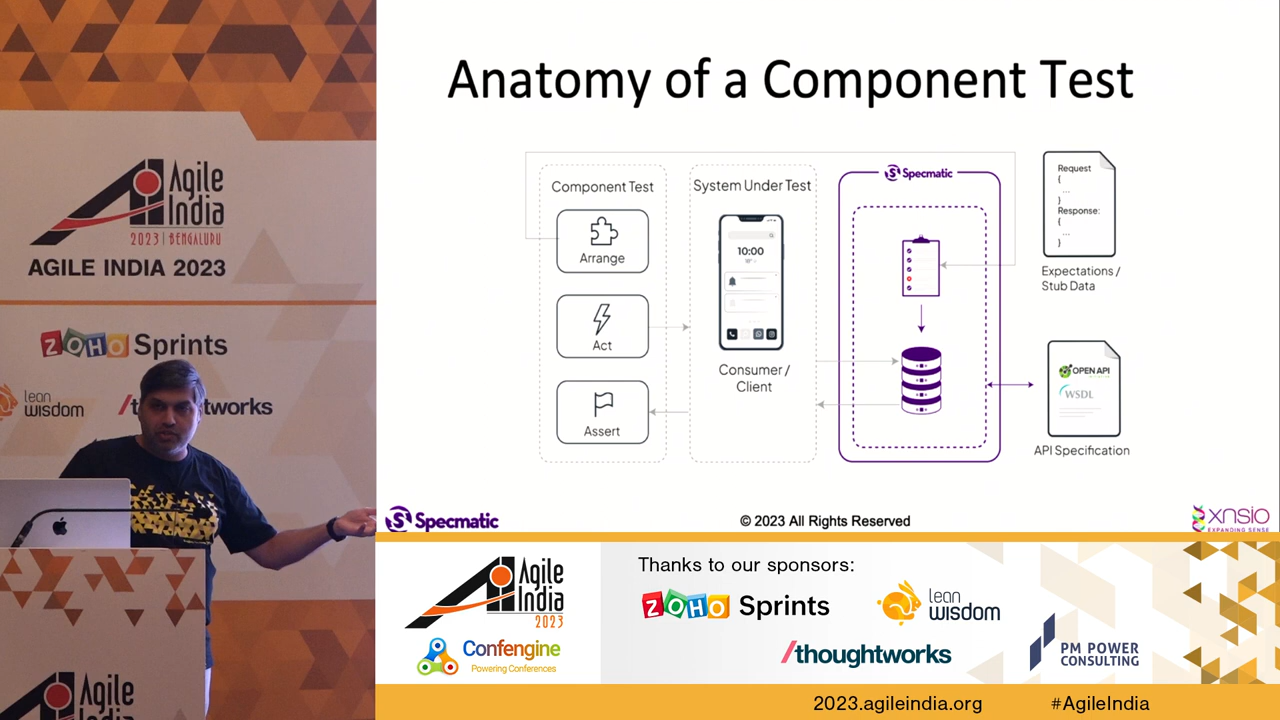 Agile
India
2023 | BENGALURU
AGILE INDIA 2023
ZOHO Sprints
lean
wisdom
/thoughtworks
Agile
India
Anatomy of a Component Test
Component Test
Arrange
Act
Assert
System Under Test
10:00
Consumer /
Client
Specmatic
Request
{
...
}
Response:
{
...
}
Expectations /
Stub Data
OPEN API
WSDL
API Specification
Specmatic
© 2023 All Rights Reserved
xnsio
EXPANDING SENSE
Agile
India
2023
Confengine
Powering Conferences
Thanks to our sponsors:
ZOHO Sprints
lean
wisdom
/thoughtworks
PM POWER
CONSULTING
2023.agileindia.org
#AgileIndia